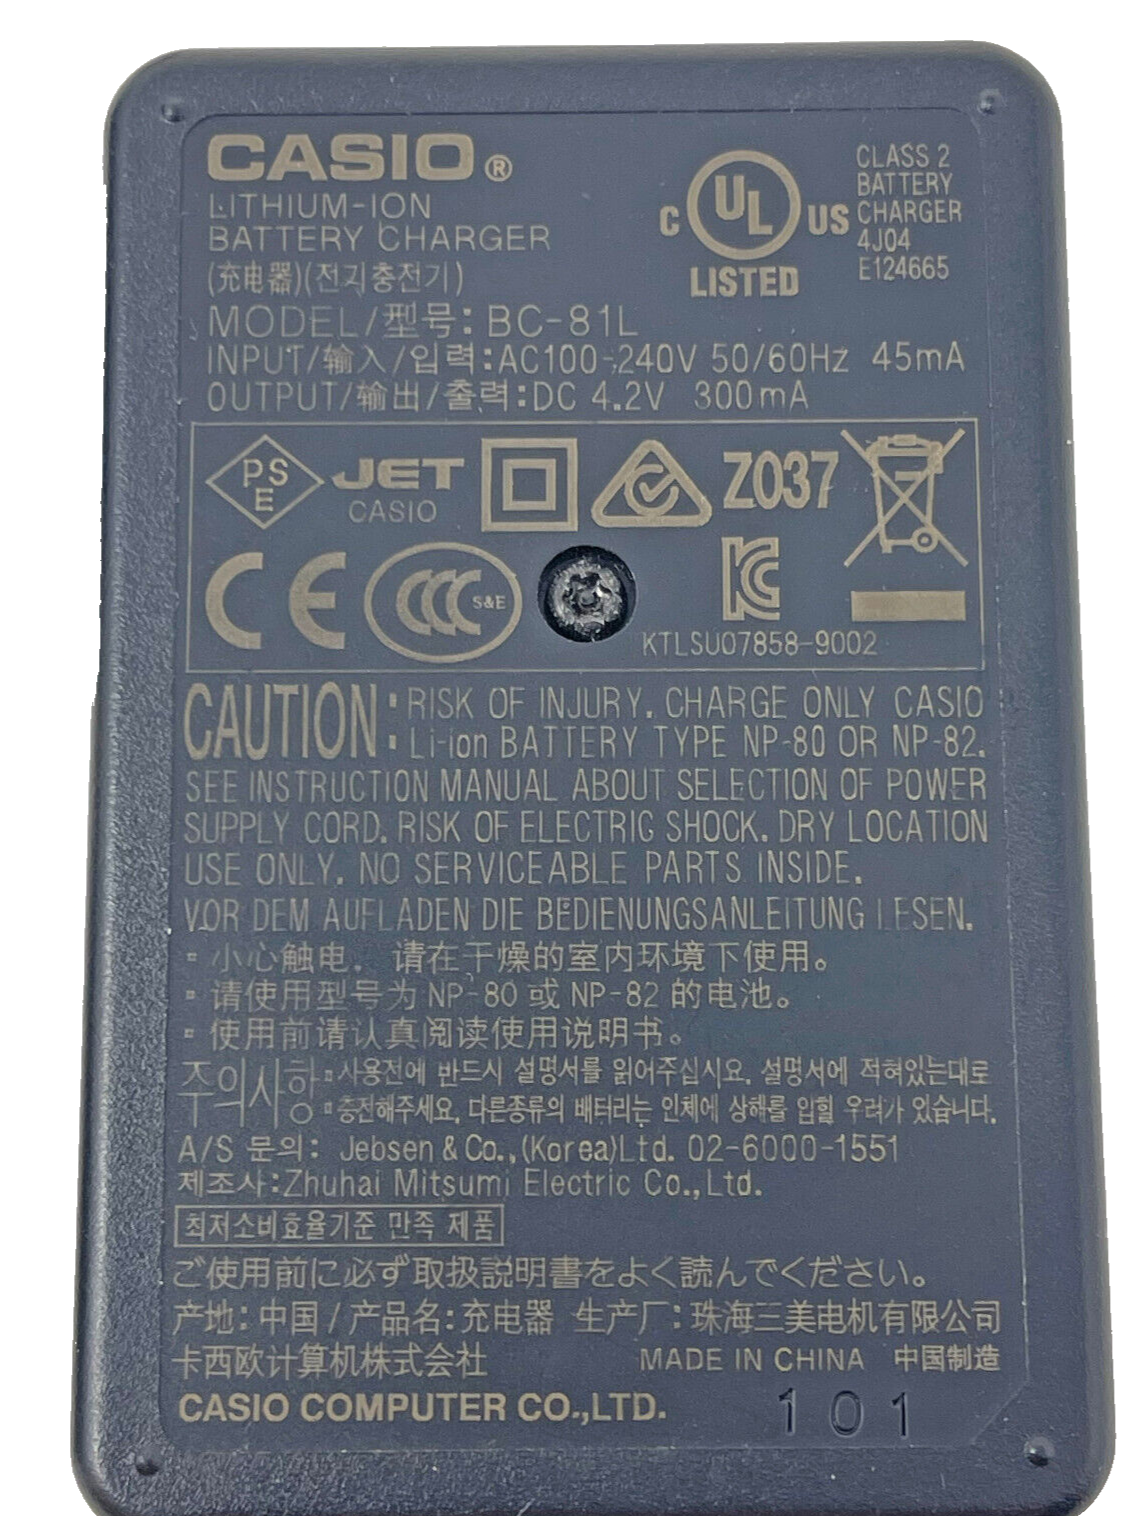 CASIO®
LITHIUM-ION
BATTERY CHARGER
(充电器)(전지충전기)
C UL US
LISTED
CLASS 2
BATTERY
CHARGER
4J04
E124665
MODEL/型号: BC-81L
INPUT/输入/입력:AC100-240V 50/60Hz 45mA
OUTPUT/输出/출력:DC 4.2V 300mA
PS E JET Z037
CASIO
CE CCC S&E KC
KTLSU07858-9002
CAUTION: RISK OF INJURY. CHARGE ONLY CASIO
Li-ion BATTERY TYPE NP-80 OR NP-82.
SEE INSTRUCTION MANUAL ABOUT SELECTION OF POWER
SUPPLY CORD. RISK OF ELECTRIC SHOCK. DRY LOCATION
USE ONLY. NO SERVICEABLE PARTS INSIDE.
VOR DEM AUFLADEN DIE BEDIENUNGSANLEITUNG LESEN.
▫ 小心触电. 请在干燥的室内环境下使用。
▫ 请使用型号为 NP-80 或 NP-82 的电池。
▫ 使用前请认真阅读使用说明书。
주의사항 ▫사용전에 반드시 설명서를 읽어주십시요. 설명서에 적혀있는대로
▫충전해주세요. 다른종류의 배터리는 인체에 상해를 입힐 우려가 있습니다.
A/S 문의: Jebsen & Co.,(Korea)Ltd. 02-6000-1551
제조사:Zhuhai Mitsumi Electric Co.,Ltd.
최저소비효율기준 만족 제품
ご使用前に必ず取扱説明書をよく読んでください。
产地:中国/产品名:充电器 生产厂:珠海三美电机有限公司
卡西欧计算机株式会社 MADE IN CHINA 中国制造
CASIO COMPUTER CO.,LTD. 101